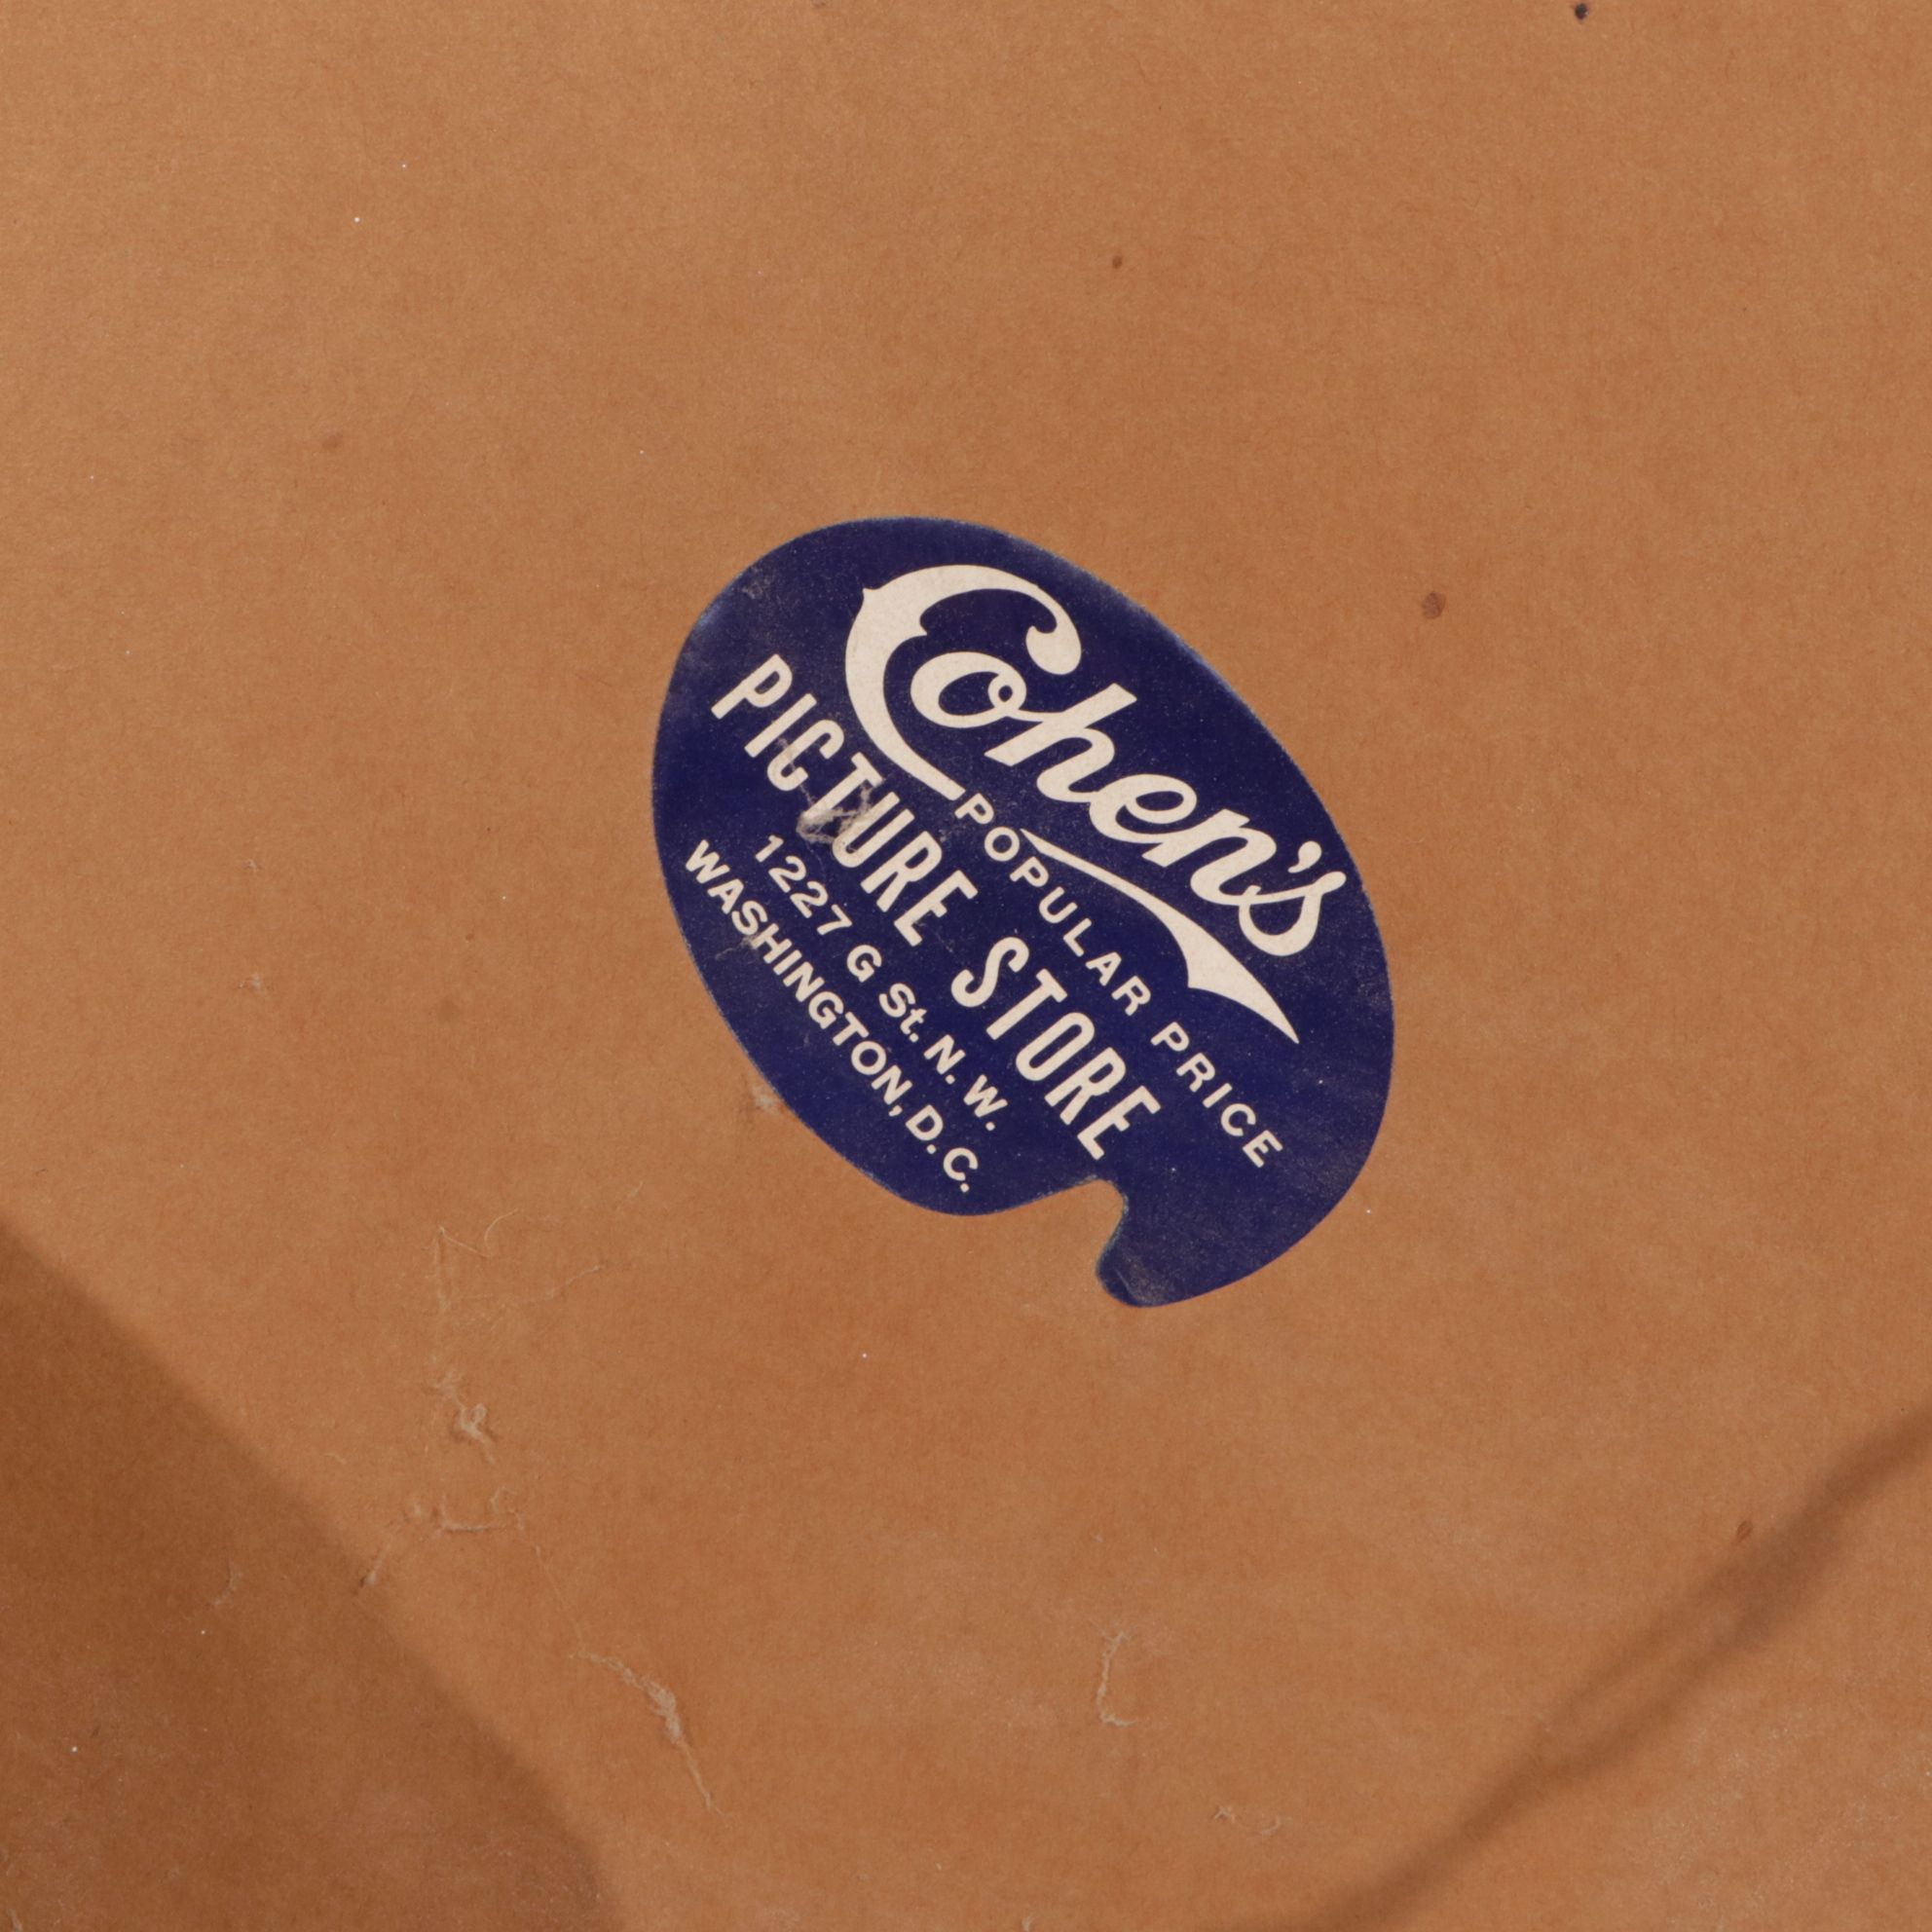 Cohen's
POPULAR PRICE
PICTURE STORE
1227 G St. N. W.
WASHINGTON, D.C.